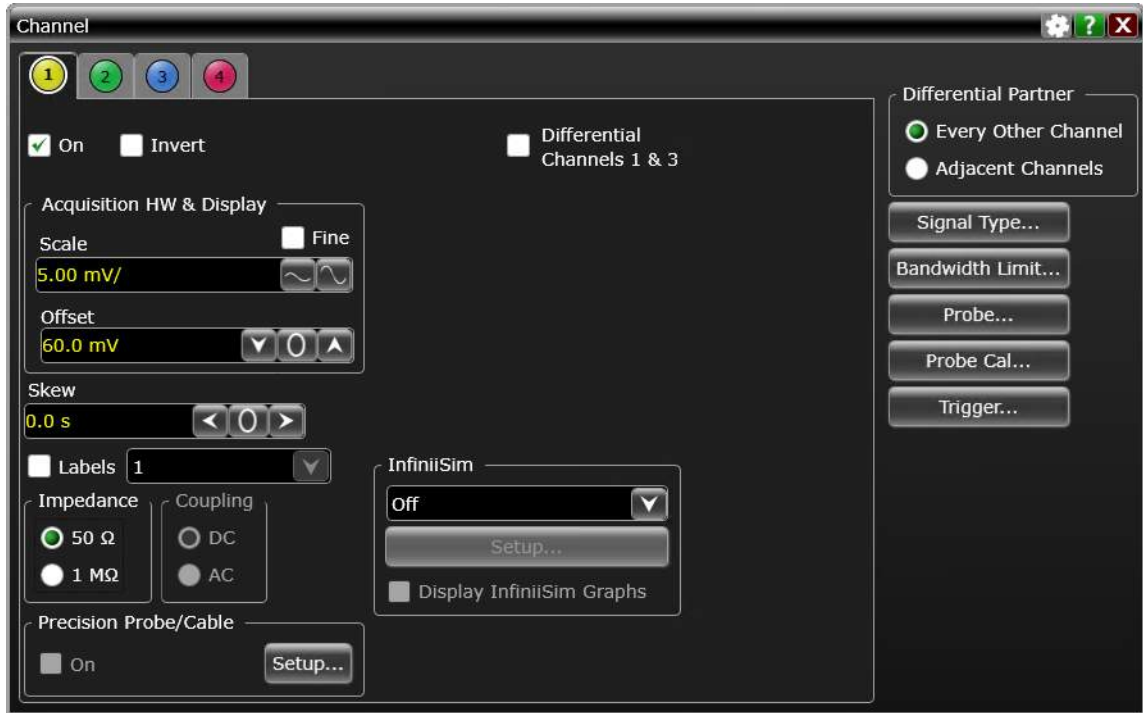 Channel
?
X
1
2
3
4
On
Invert
Differential
Channels 1 & 3
Acquisition HW & Display
Scale
Fine
5.00 mV/
Offset
60.0 mV
0
Skew
0.0 s
0
Labels
1
Impedance
50 Ω
1 MΩ
Coupling
DC
AC
InfiniiSim
Off
Setup...
Display InfiniiSim Graphs
Precision Probe/Cable
On
Setup...
Differential Partner
Every Other Channel
Adjacent Channels
Signal Type...
Bandwidth Limit...
Probe...
Probe Cal...
Trigger...